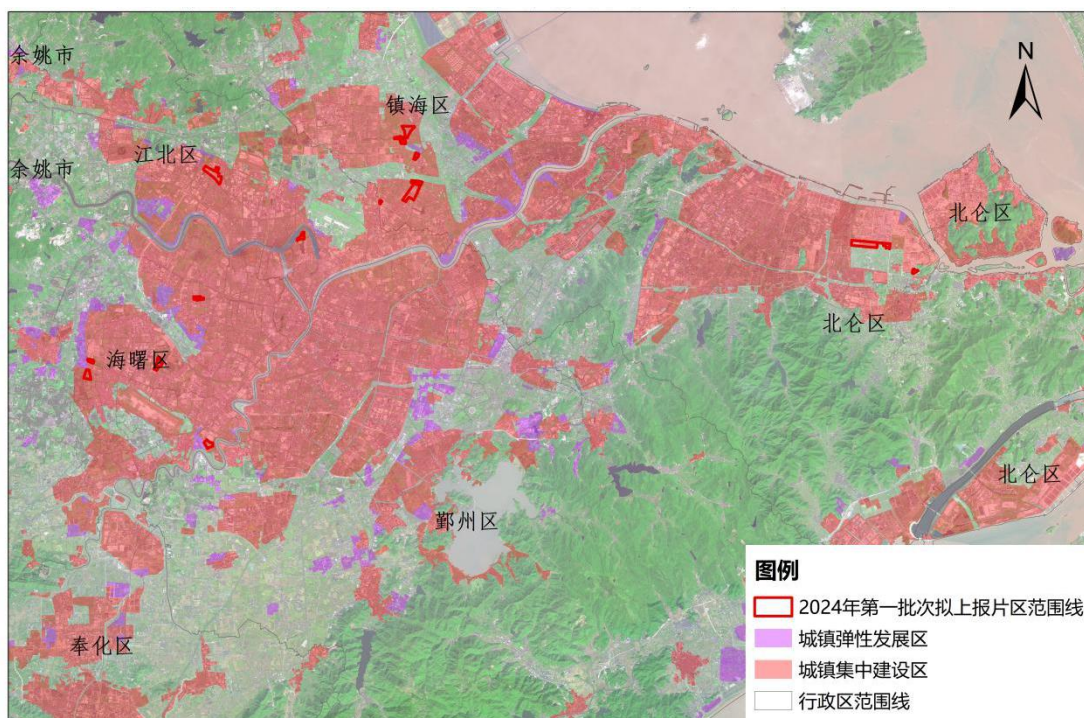 余姚市
镇海区
N
江北区
余姚市
北仑区
北仑区
海曙区
北仑区
鄞州区
奉化区
图例
2024年第一批次拟上报片区范围线
城镇弹性发展区
城镇集中建设区
行政区范围线